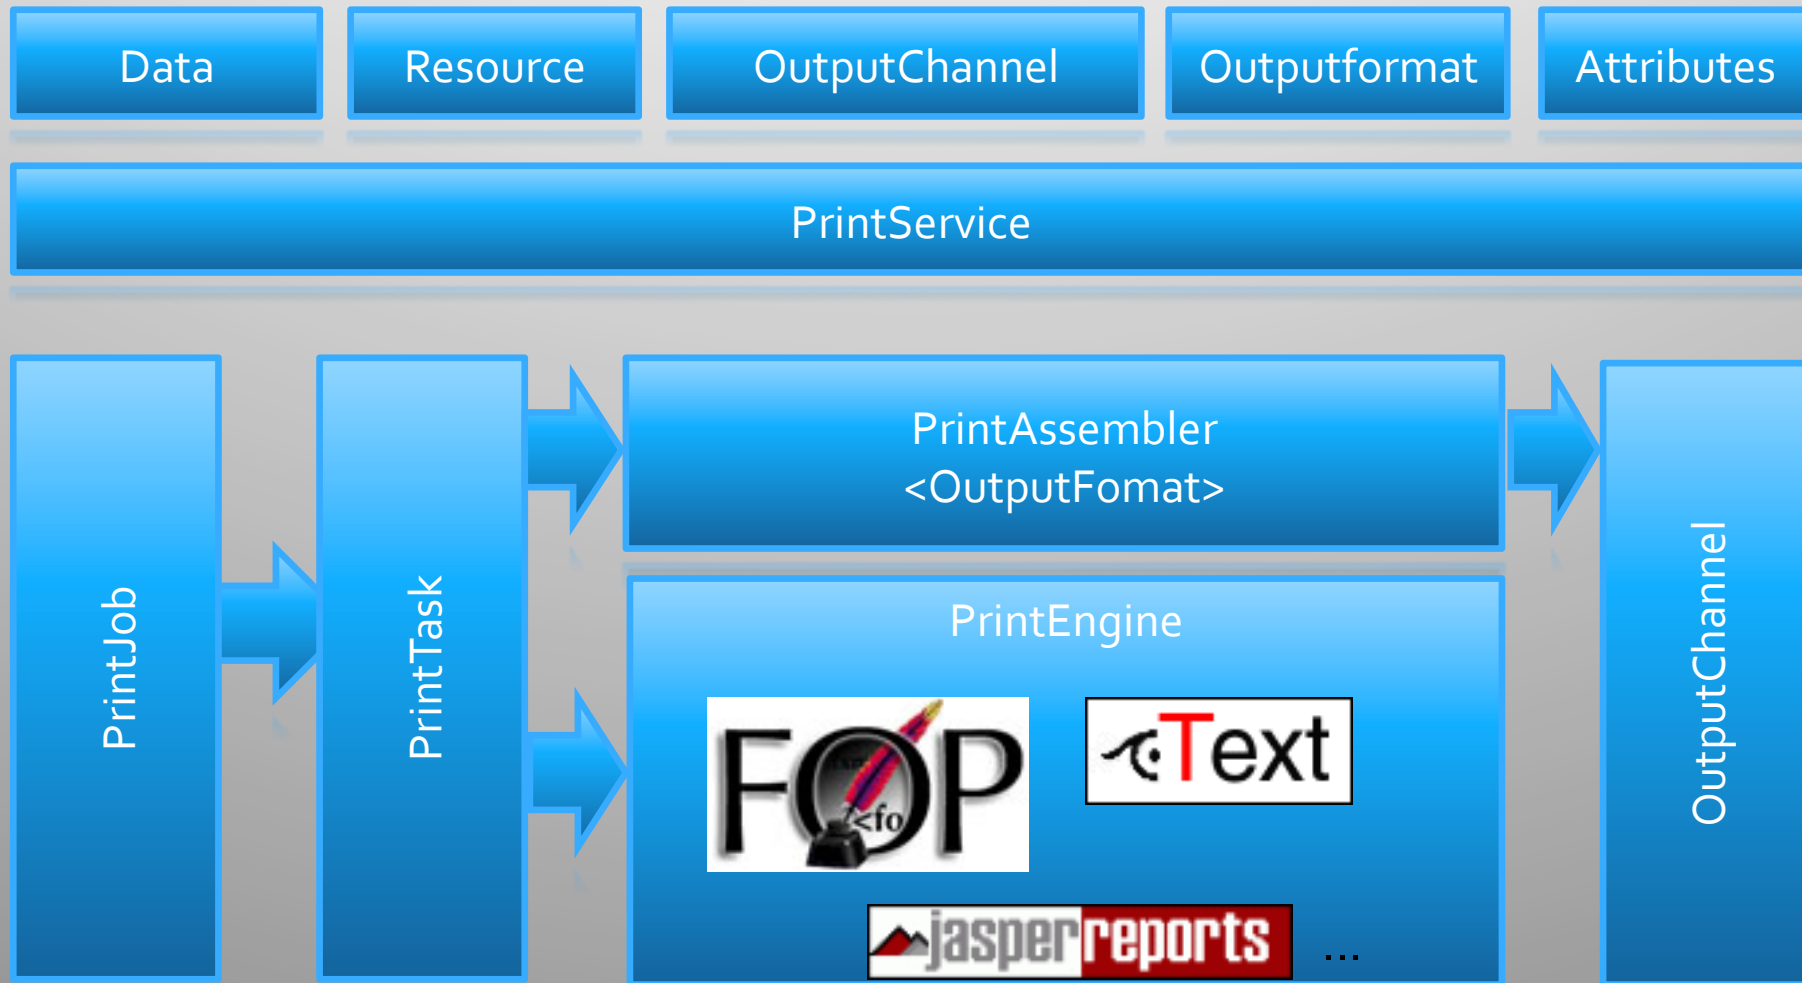 Data
Resource
OutputChannel
Outputformat
Attributes
PrintService
PrintJob
PrintTask
PrintAssembler
<OutputFomat>
PrintEngine
FOP
<fo
Text
jasperreports
...
OutputChannel